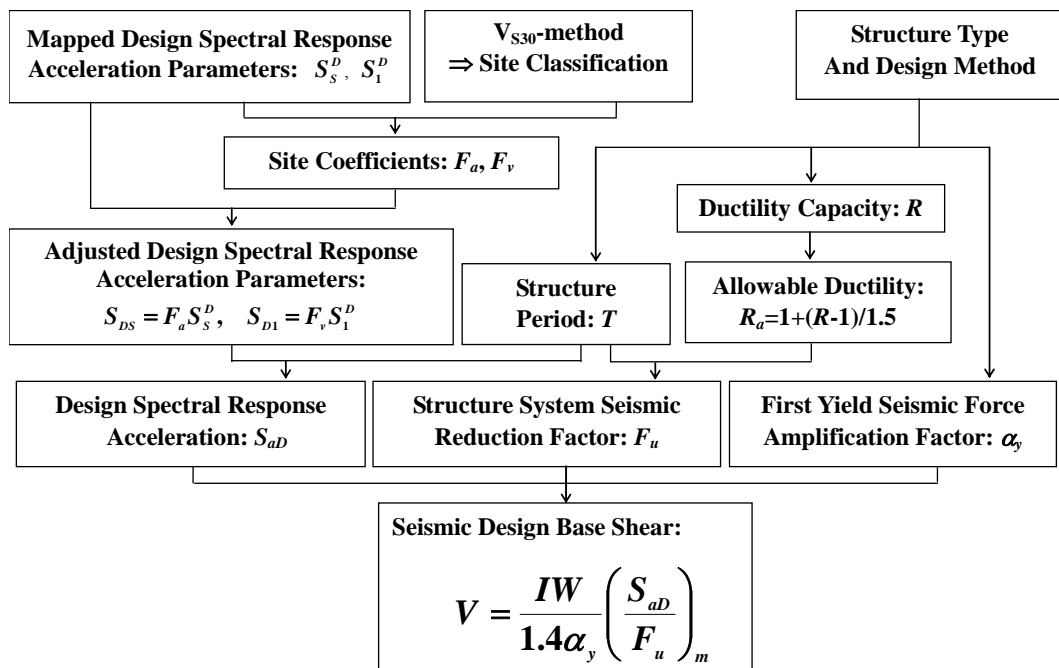 Mapped Design Spectral Response
Acceleration Parameters: S_S^D, S_1^D
V_S30-method
⇒ Site Classification
Structure Type
And Design Method
Site Coefficients: F_a, F_v
Ductility Capacity: R
Adjusted Design Spectral Response
Acceleration Parameters:
S_DS = F_a S_S^D, S_D1 = F_v S_1^D
Structure
Period: T
Allowable Ductility:
R_a=1+(R-1)/1.5
Design Spectral Response
Acceleration: S_aD
Structure System Seismic
Reduction Factor: F_u
First Yield Seismic Force
Amplification Factor: α_y
Seismic Design Base Shear:
V = IW/1.4α_y (S_aD/F_u)_m